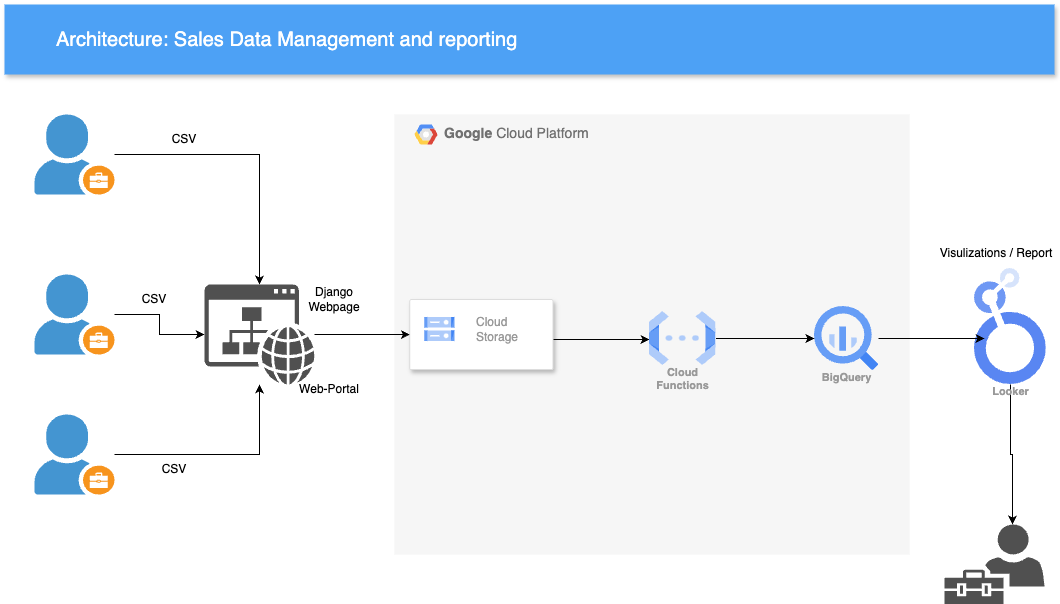 Architecture: Sales Data Management and reporting
CSV
Google Cloud Platform
Visulizations / Report
CSV
Django
Webpage
Cloud
Storage
Web-Portal
Cloud
Functions
BigQuery
Looker
CSV